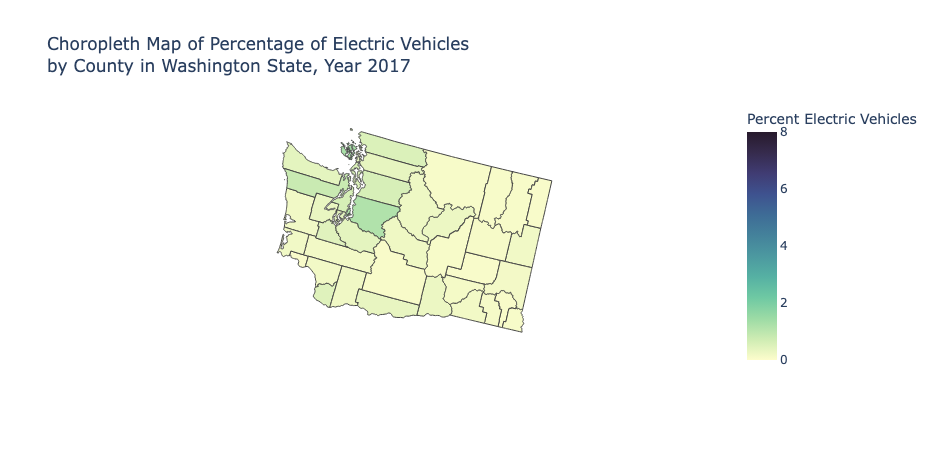 Choropleth Map of Percentage of Electric Vehicles
by County in Washington State, Year 2017
Percent Electric Vehicles
8
6
4
2
0